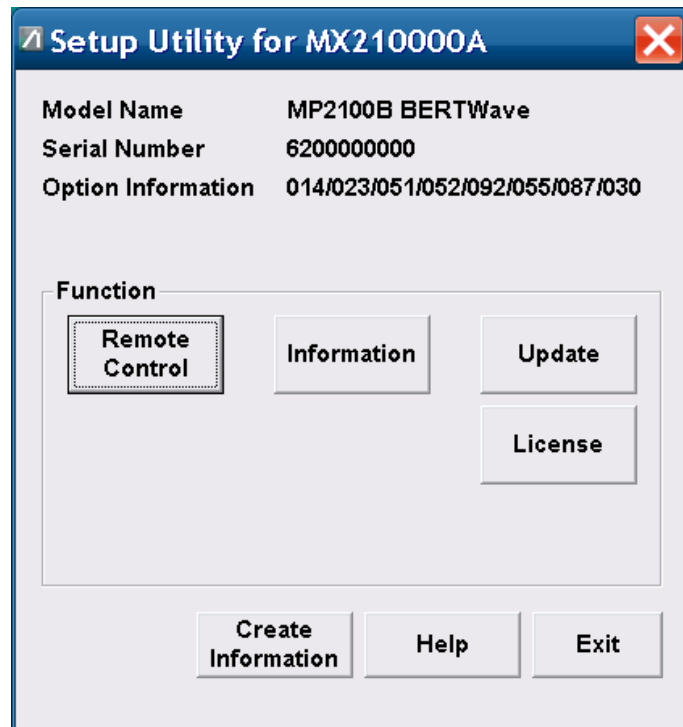 Setup Utility for MX210000A
Model Name MP2100B BERTWave
Serial Number 6200000000
Option Information 014/023/051/052/092/055/087/030
Function
Remote
Control
Information
Update
License
Create
Information
Help
Exit